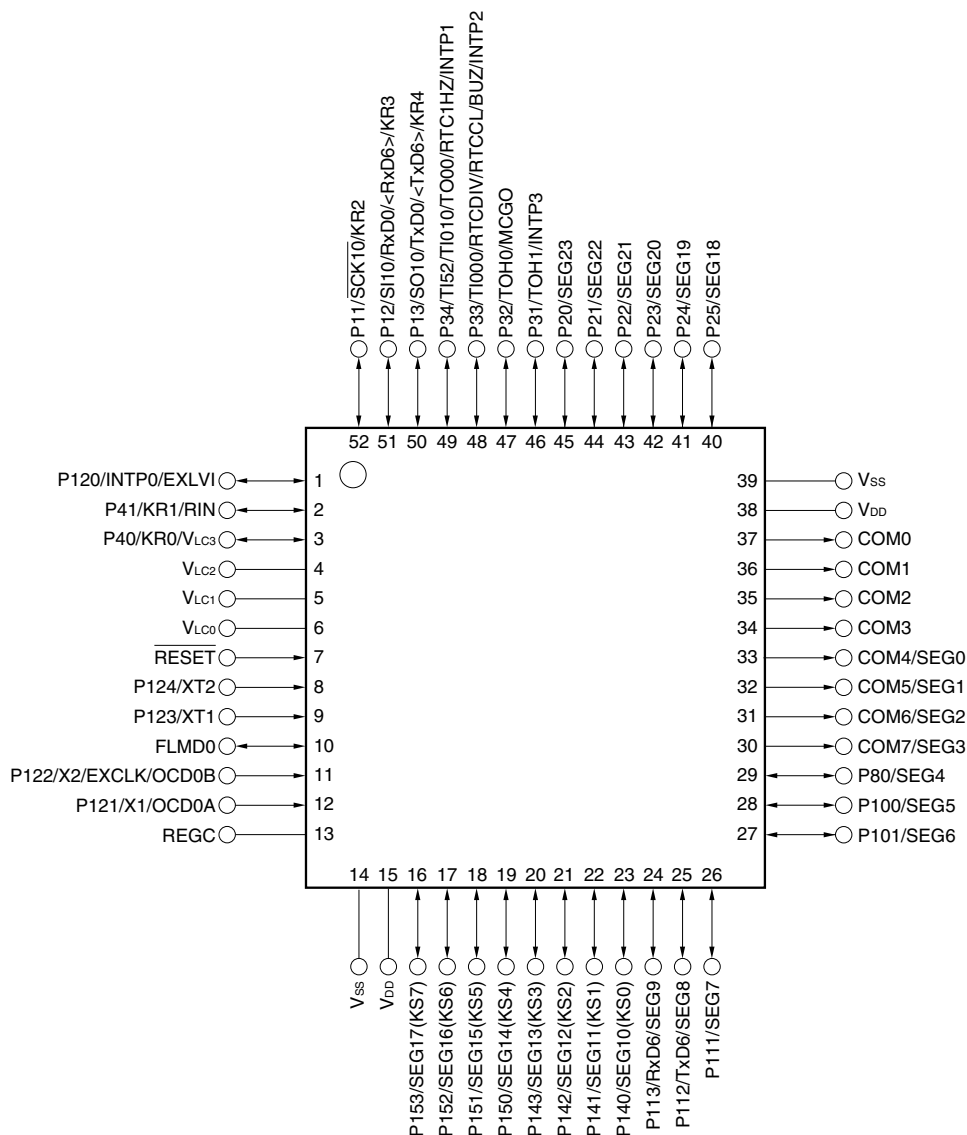 P11/SCK10/KR2
P12/SI10/RxD0/<RxD6>/KR3
P13/SO10/TxD0/<TxD6>/KR4
P34/TI52/TI010/TO00/RTC1HZ/INTP1
P33/TI000/RTCDIV/RTCCL/BUZ/INTP2
P32/TOH0/MCGO
P31/TOH1/INTP3
P20/SEG23
P21/SEG22
P22/SEG21
P23/SEG20
P24/SEG19
P25/SEG18
52 51 50 49 48 47 46 45 44 43 42 41 40
P120/INTP0/EXLVI 1
P41/KR1/RIN 2
P40/KR0/VLC3 3
VLC2 4
VLC1 5
VLC0 6
RESET 7
P124/XT2 8
P123/XT1 9
FLMD0 10
P122/X2/EXCLK/OCD0B 11
P121/X1/OCD0A 12
REGC 13
39 VSS
38 VDD
37 COM0
36 COM1
35 COM2
34 COM3
33 COM4/SEG0
32 COM5/SEG1
31 COM6/SEG2
30 COM7/SEG3
29 P80/SEG4
28 P100/SEG5
27 P101/SEG6
14 15 16 17 18 19 20 21 22 23 24 25 26
VSS
VDD
P153/SEG17(KS7)
P152/SEG16(KS6)
P151/SEG15(KS5)
P150/SEG14(KS4)
P143/SEG13(KS3)
P142/SEG12(KS2)
P141/SEG11(KS1)
P140/SEG10(KS0)
P113/RxD6/SEG9
P112/TxD6/SEG8
P111/SEG7